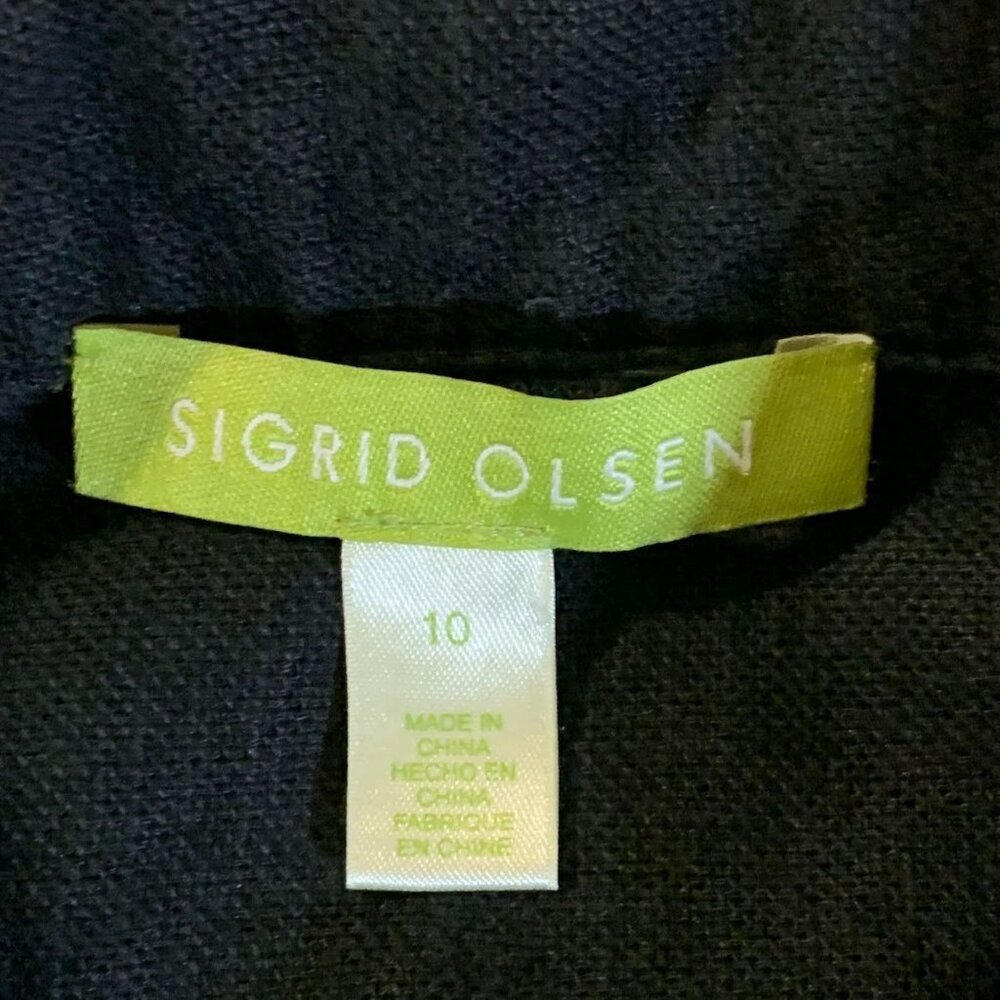 SIGRID OLSEN
10
MADE IN
CHINA
HECHO EN
CHINA
FABRIQUE
EN CHINE